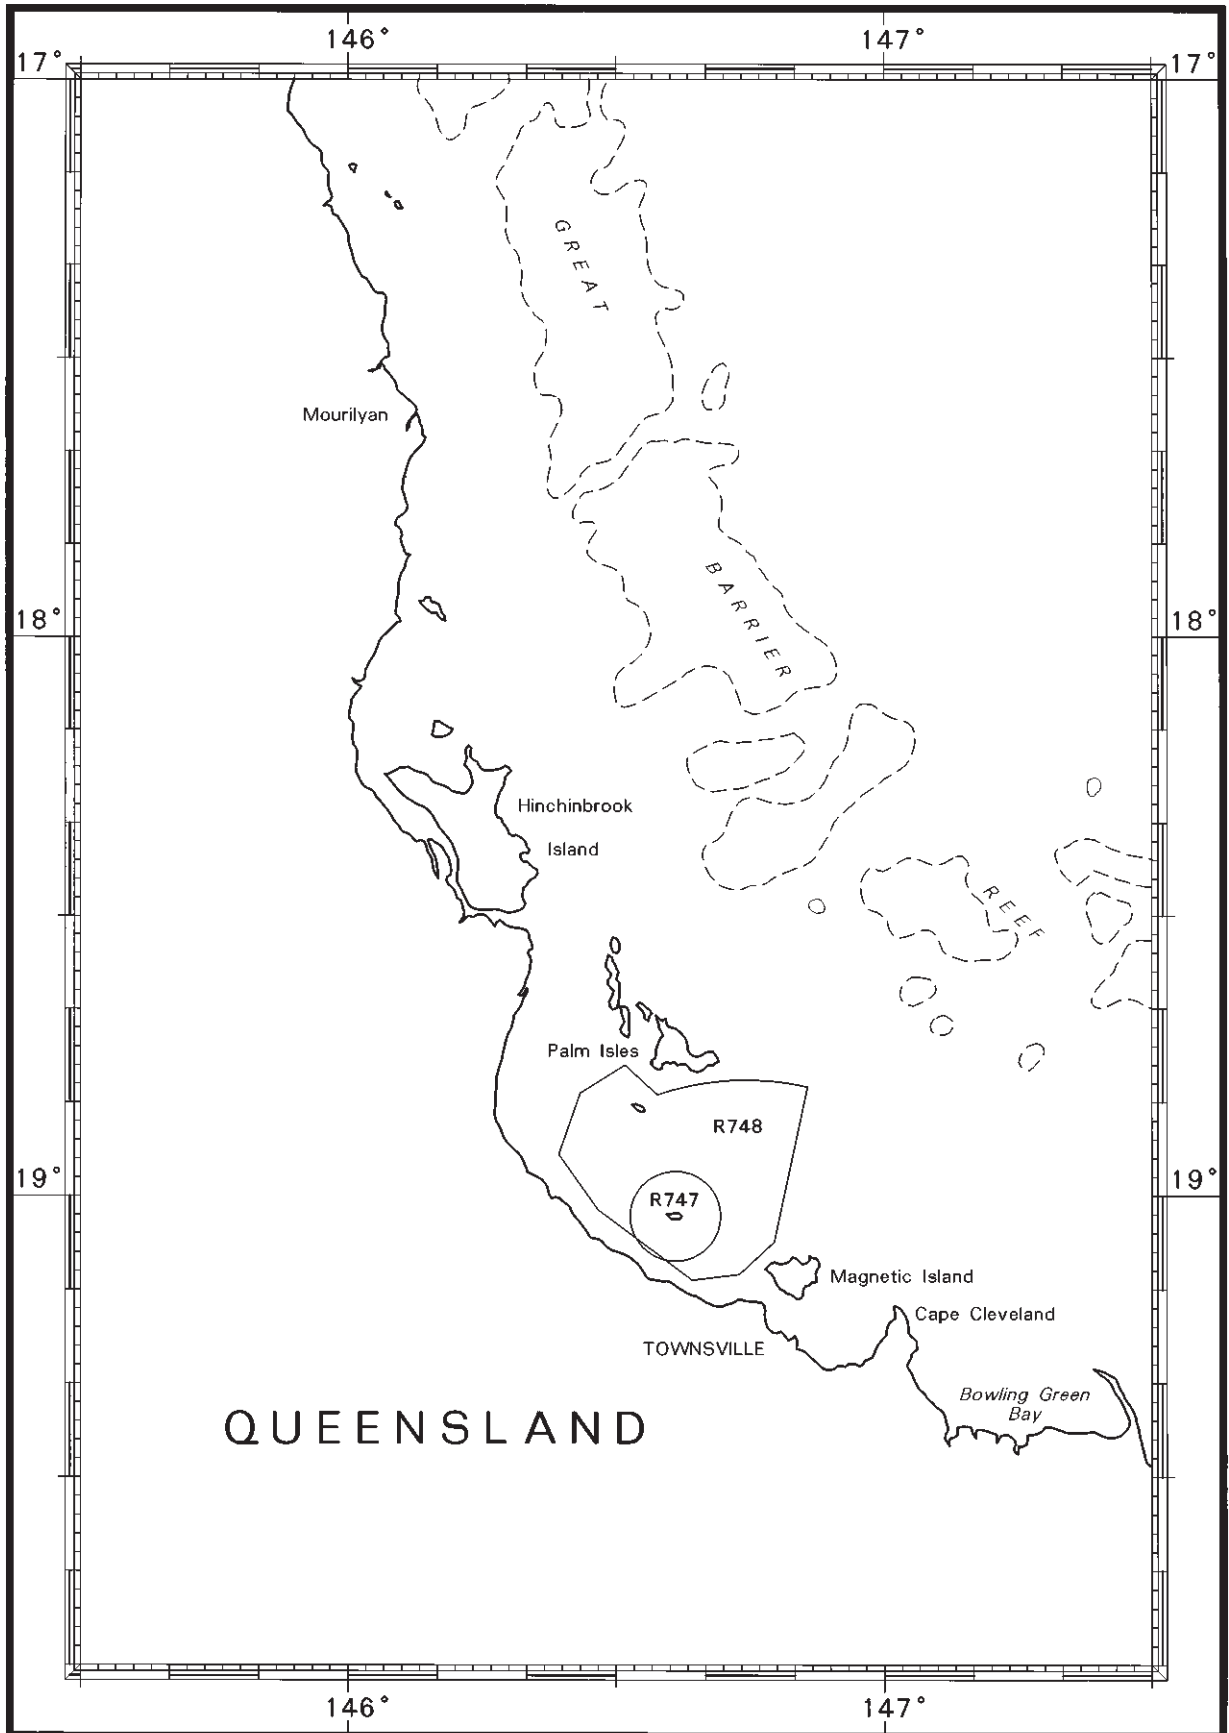 146° 147°
17° 17°
GREAT
Mourilyan
BARRIER
18° 18°
Hinchinbrook
Island
REEF
Palm Isles
R748
19° 19°
R747
Magnetic Island
Cape Cleveland
TOWNSVILLE
Bowling Green
Bay
QUEENSLAND
146° 147°